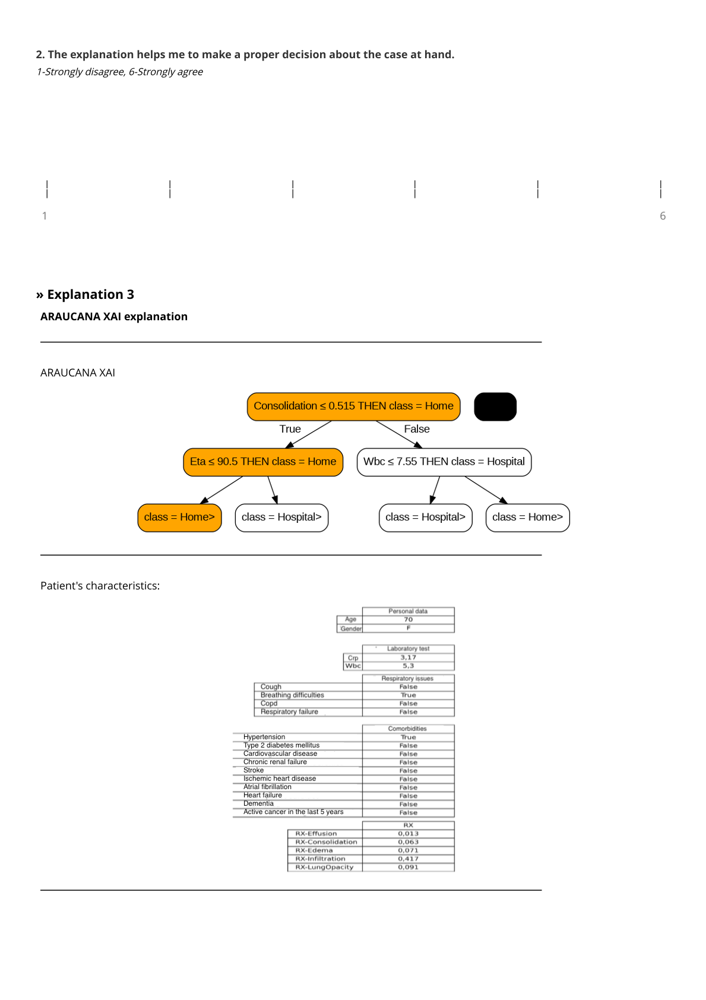 2. The explanation helps me to make a proper decision about the case at hand.
1-Strongly disagree, 6-Strongly agree
1 6
» Explanation 3
ARAUCANA XAI explanation
ARAUCANA XAI
Consolidation ≤ 0.515 THEN class = Home
True False
Eta ≤ 90.5 THEN class = Home Wbc ≤ 7.55 THEN class = Hospital
class = Home> class = Hospital> class = Hospital> class = Home>
Patient's characteristics:
Personal data
Age 70
Gender F
Laboratory test
Crp 3,17
Wbc 5,3
Respiratory issues
Cough False
Breathing difficulties True
Copd False
Respiratory failure False
Comorbidities
Hypertension True
Type 2 diabetes mellitus False
Cardiovascular disease False
Chronic renal failure False
Stroke False
Ischemic heart disease False
Atrial fibrillation False
Heart failure False
Dementia False
Active cancer in the last 5 years False
RX
RX-Effusion 0,013
RX-Consolidation 0,063
RX-Edema 0,071
RX-Infiltration 0,417
RX-LungOpacity 0,091